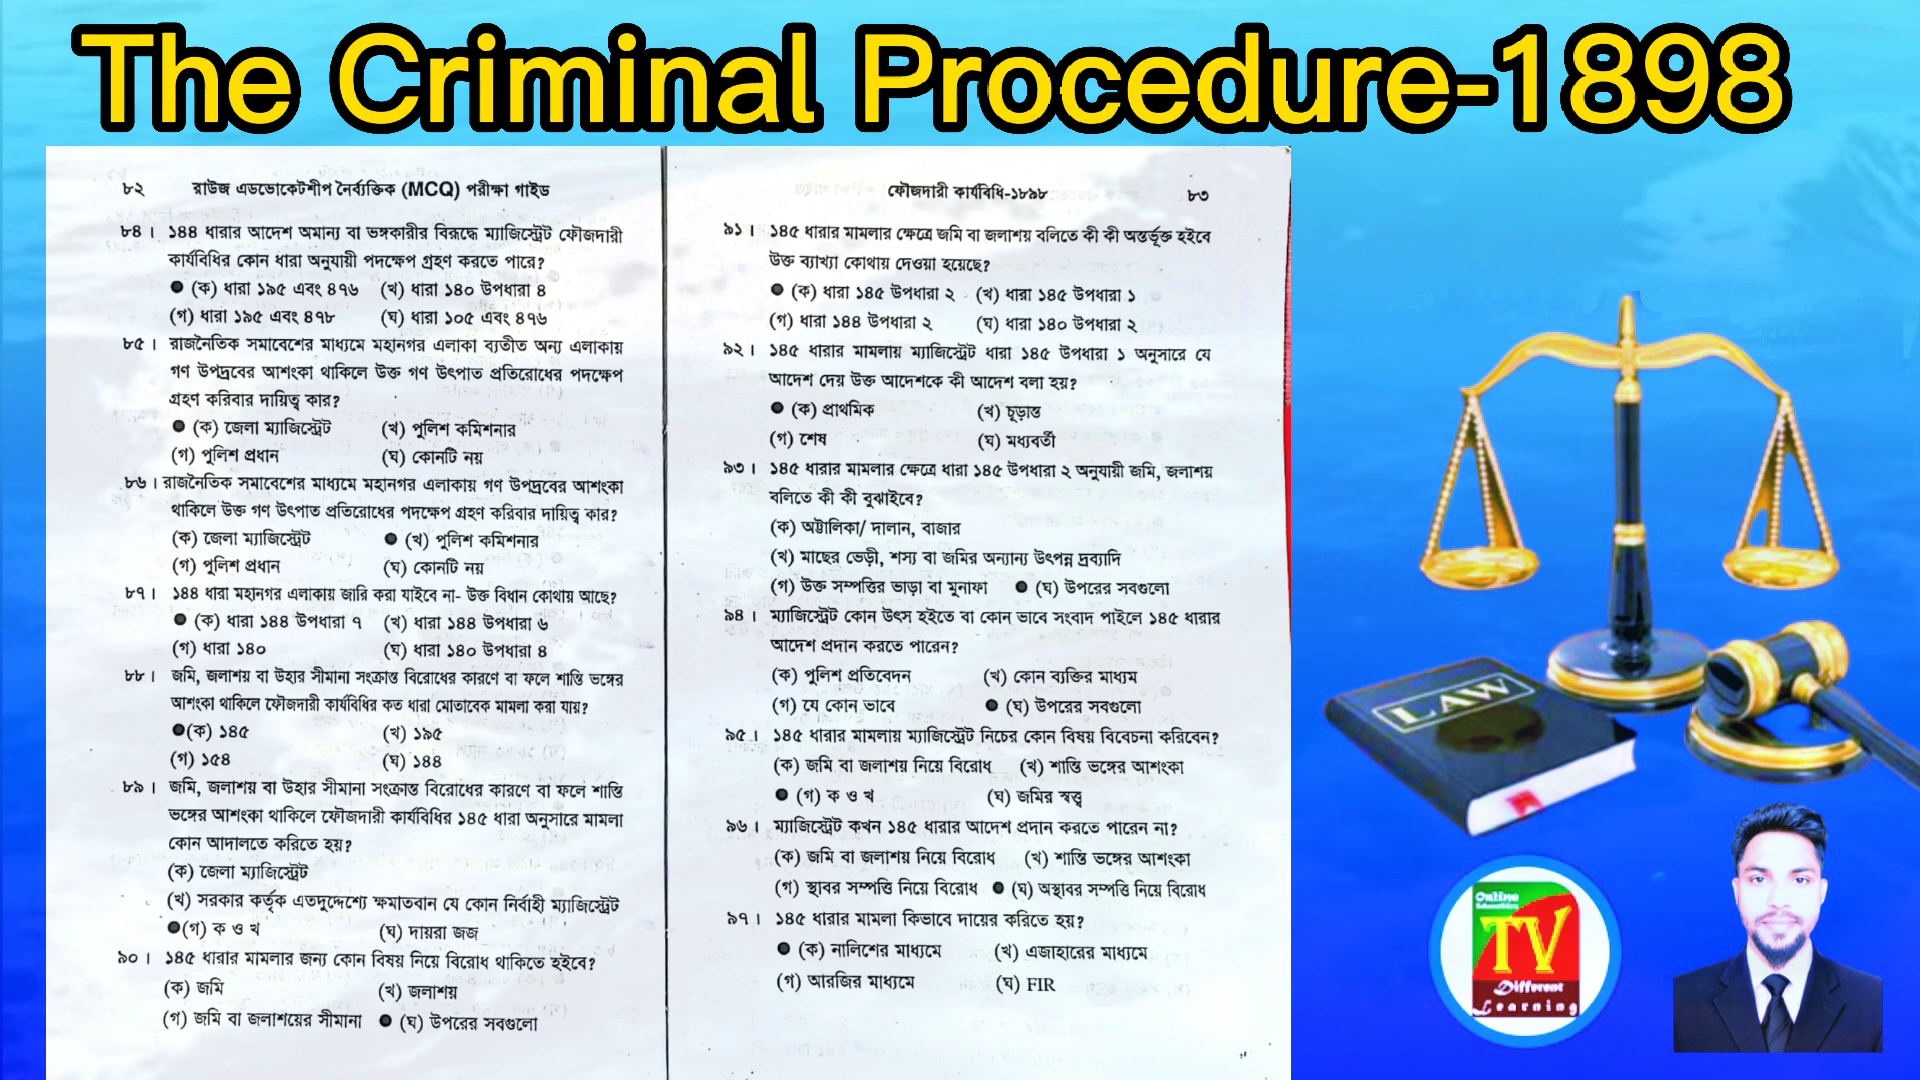 The Criminal Procedure-1898
৮২ রাউজ এডভোকেটশীপ নৈর্ব্যক্তিক (MCQ) পরীক্ষা গাইড
৮৪। ১৪৪ ধারার আদেশ অমান্য বা ভঙ্গকারীর বিরূদ্ধে ম্যাজিস্ট্রেট ফৌজদারী
কার্যবিধির কোন ধারা অনুযায়ী পদক্ষেপ গ্রহণ করতে পারে?
● (ক) ধারা ১৯৫ এবং ৪৭৬ (খ) ধারা ১৪০ উপধারা ৪
(গ) ধারা ১৯৫ এবং ৪৭৮ (ঘ) ধারা ১০৫ এবং ৪৭৬
৮৫। রাজনৈতিক সমাবেশের মাধ্যমে মহানগর এলাকা ব্যতীত অন্য এলাকায়
গণ উপদ্রবের আশংকা থাকিলে উক্ত গণ উৎপাত প্রতিরোধের পদক্ষেপ
গ্রহণ করিবার দায়িত্ব কার?
● (ক) জেলা ম্যাজিস্ট্রেট (খ) পুলিশ কমিশনার
(গ) পুলিশ প্রধান (ঘ) কোনটি নয়
৮৬। রাজনৈতিক সমাবেশের মাধ্যমে মহানগর এলাকায় গণ উপদ্রবের আশংকা
থাকিলে উক্ত গণ উৎপাত প্রতিরোধের পদক্ষেপ গ্রহণ করিবার দায়িত্ব কার?
(ক) জেলা ম্যাজিস্ট্রেট ● (খ) পুলিশ কমিশনার
(গ) পুলিশ প্রধান (ঘ) কোনটি নয়
৮৭। ১৪৪ ধারা মহানগর এলাকায় জারি করা যাইবে না- উক্ত বিধান কোথায় আছে?
● (ক) ধারা ১৪৪ উপধারা ৭ (খ) ধারা ১৪৪ উপধারা ৬
(গ) ধারা ১৪০ (ঘ) ধারা ১৪০ উপধারা ৪
৮৮। জমি, জলাশয় বা উহার সীমানা সংক্রান্ত বিরোধের কারণে বা ফলে শান্তি ভঙ্গের
আশংকা থাকিলে ফৌজদারী কার্যবিধির কত ধারা মোতাবেক মামলা করা যায়?
●(ক) ১৪৫ (খ) ১৯৫
(গ) ১৫৪ (ঘ) ১৪৪
৮৯। জমি, জলাশয় বা উহার সীমানা সংক্রান্ত বিরোধের কারণে বা ফলে শান্তি
ভঙ্গের আশংকা থাকিলে ফৌজদারী কার্যবিধির ১৪৫ ধারা অনুসারে মামলা
কোন আদালতে করিতে হয়?
(ক) জেলা ম্যাজিস্ট্রেট
(খ) সরকার কর্তৃক এতদুদ্দেশ্যে ক্ষমাতবান যে কোন নির্বাহী ম্যাজিস্ট্রেট
●(গ) ক ও খ (ঘ) দায়রা জজ
৯০। ১৪৫ ধারার মামলার জন্য কোন বিষয় নিয়ে বিরোধ থাকিতে হইবে?
(ক) জমি (খ) জলাশয়
(গ) জমি বা জলাশয়ের সীমানা ● (ঘ) উপরের সবগুলো
ফৌজদারী কার্যবিধি-১৮৯৮ ৮৩
৯১। ১৪৫ ধারার মামলার ক্ষেত্রে জমি বা জলাশয় বলিতে কী কী অন্তর্ভূক্ত হইবে
উক্ত ব্যাখ্যা কোথায় দেওয়া হয়েছে?
● (ক) ধারা ১৪৫ উপধারা ২ (খ) ধারা ১৪৫ উপধারা ১
(গ) ধারা ১৪৪ উপধারা ২ (ঘ) ধারা ১৪০ উপধারা ২
৯২। ১৪৫ ধারার মামলায় ম্যাজিস্ট্রেট ধারা ১৪৫ উপধারা ১ অনুসারে যে
আদেশ দেয় উক্ত আদেশকে কী আদেশ বলা হয়?
● (ক) প্রাথমিক (খ) চূড়ান্ত
(গ) শেষ (ঘ) মধ্যবর্তী
৯৩। ১৪৫ ধারার মামলার ক্ষেত্রে ধারা ১৪৫ উপধারা ২ অনুযায়ী জমি, জলাশয়
বলিতে কী কী বুঝাইবে?
(ক) অট্টালিকা/ দালান, বাজার
(খ) মাছের ভেড়ী, শস্য বা জমির অন্যান্য উৎপন্ন দ্রব্যাদি
(গ) উক্ত সম্পত্তির ভাড়া বা মুনাফা ● (ঘ) উপরের সবগুলো
৯৪। ম্যাজিস্ট্রেট কোন উৎস হইতে বা কোন ভাবে সংবাদ পাইলে ১৪৫ ধারার
আদেশ প্রদান করতে পারেন?
(ক) পুলিশ প্রতিবেদন (খ) কোন ব্যক্তির মাধ্যম
(গ) যে কোন ভাবে ● (ঘ) উপরের সবগুলো
৯৫। ১৪৫ ধারার মামলায় ম্যাজিস্ট্রেট নিচের কোন বিষয় বিবেচনা করিবেন?
(ক) জমি বা জলাশয় নিয়ে বিরোধ (খ) শান্তি ভঙ্গের আশংকা
● (গ) ক ও খ (ঘ) জমির স্বত্ত্ব
৯৬। ম্যাজিস্ট্রেট কখন ১৪৫ ধারার আদেশ প্রদান করতে পারেন না?
(ক) জমি বা জলাশয় নিয়ে বিরোধ (খ) শান্তি ভঙ্গের আশংকা
(গ) স্থাবর সম্পত্তি নিয়ে বিরোধ ● (ঘ) অস্থাবর সম্পত্তি নিয়ে বিরোধ
৯৭। ১৪৫ ধারার মামলা কিভাবে দায়ের করিতে হয়?
● (ক) নালিশের মাধ্যমে (খ) এজাহারের মাধ্যমে
(গ) আরজির মাধ্যমে (ঘ) FIR
LAW
Online
Education
TV
Different
Learning